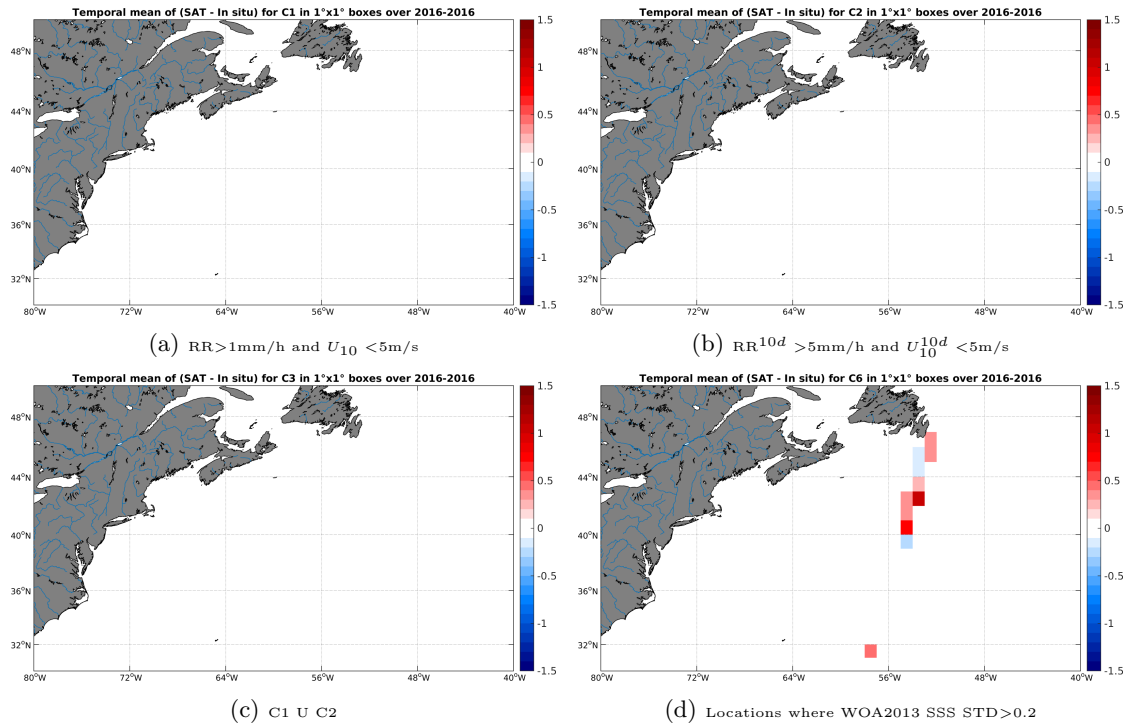 Temporal mean of (SAT - In situ) for C1 in 1°x1° boxes over 2016-2016
48°N
44°N
40°N
36°N
32°N
80°W 72°W 64°W 56°W 48°W 40°W
1.5
1
0.5
0
-0.5
-1
-1.5
(a) RR>1mm/h and U10 <5m/s
Temporal mean of (SAT - In situ) for C2 in 1°x1° boxes over 2016-2016
48°N
44°N
40°N
36°N
32°N
80°W 72°W 64°W 56°W 48°W 40°W
1.5
1
0.5
0
-0.5
-1
-1.5
(b) RR10d >5mm/h and U10 10d <5m/s
Temporal mean of (SAT - In situ) for C3 in 1°x1° boxes over 2016-2016
48°N
44°N
40°N
36°N
32°N
80°W 72°W 64°W 56°W 48°W 40°W
1.5
1
0.5
0
-0.5
-1
-1.5
(c) C1 U C2
Temporal mean of (SAT - In situ) for C6 in 1°x1° boxes over 2016-2016
48°N
44°N
40°N
36°N
32°N
80°W 72°W 64°W 56°W 48°W 40°W
1.5
1
0.5
0
-0.5
-1
-1.5
(d) Locations where WOA2013 SSS STD>0.2